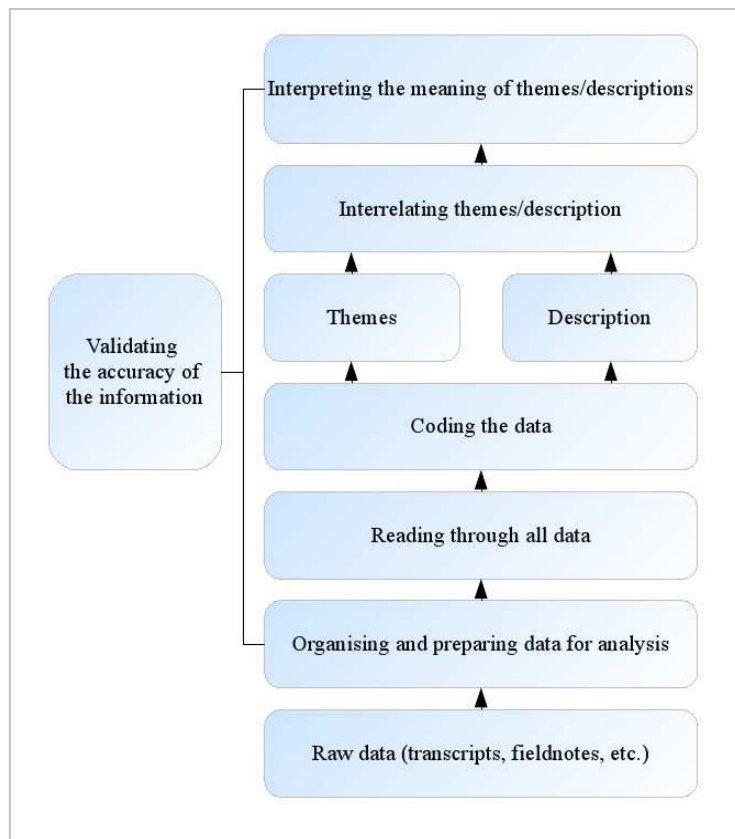 Interpreting the meaning of themes/descriptions
Interrelating themes/description
Themes
Description
Validating
the accuracy of
the information
Coding the data
Reading through all data
Organising and preparing data for analysis
Raw data (transcripts, fieldnotes, etc.)